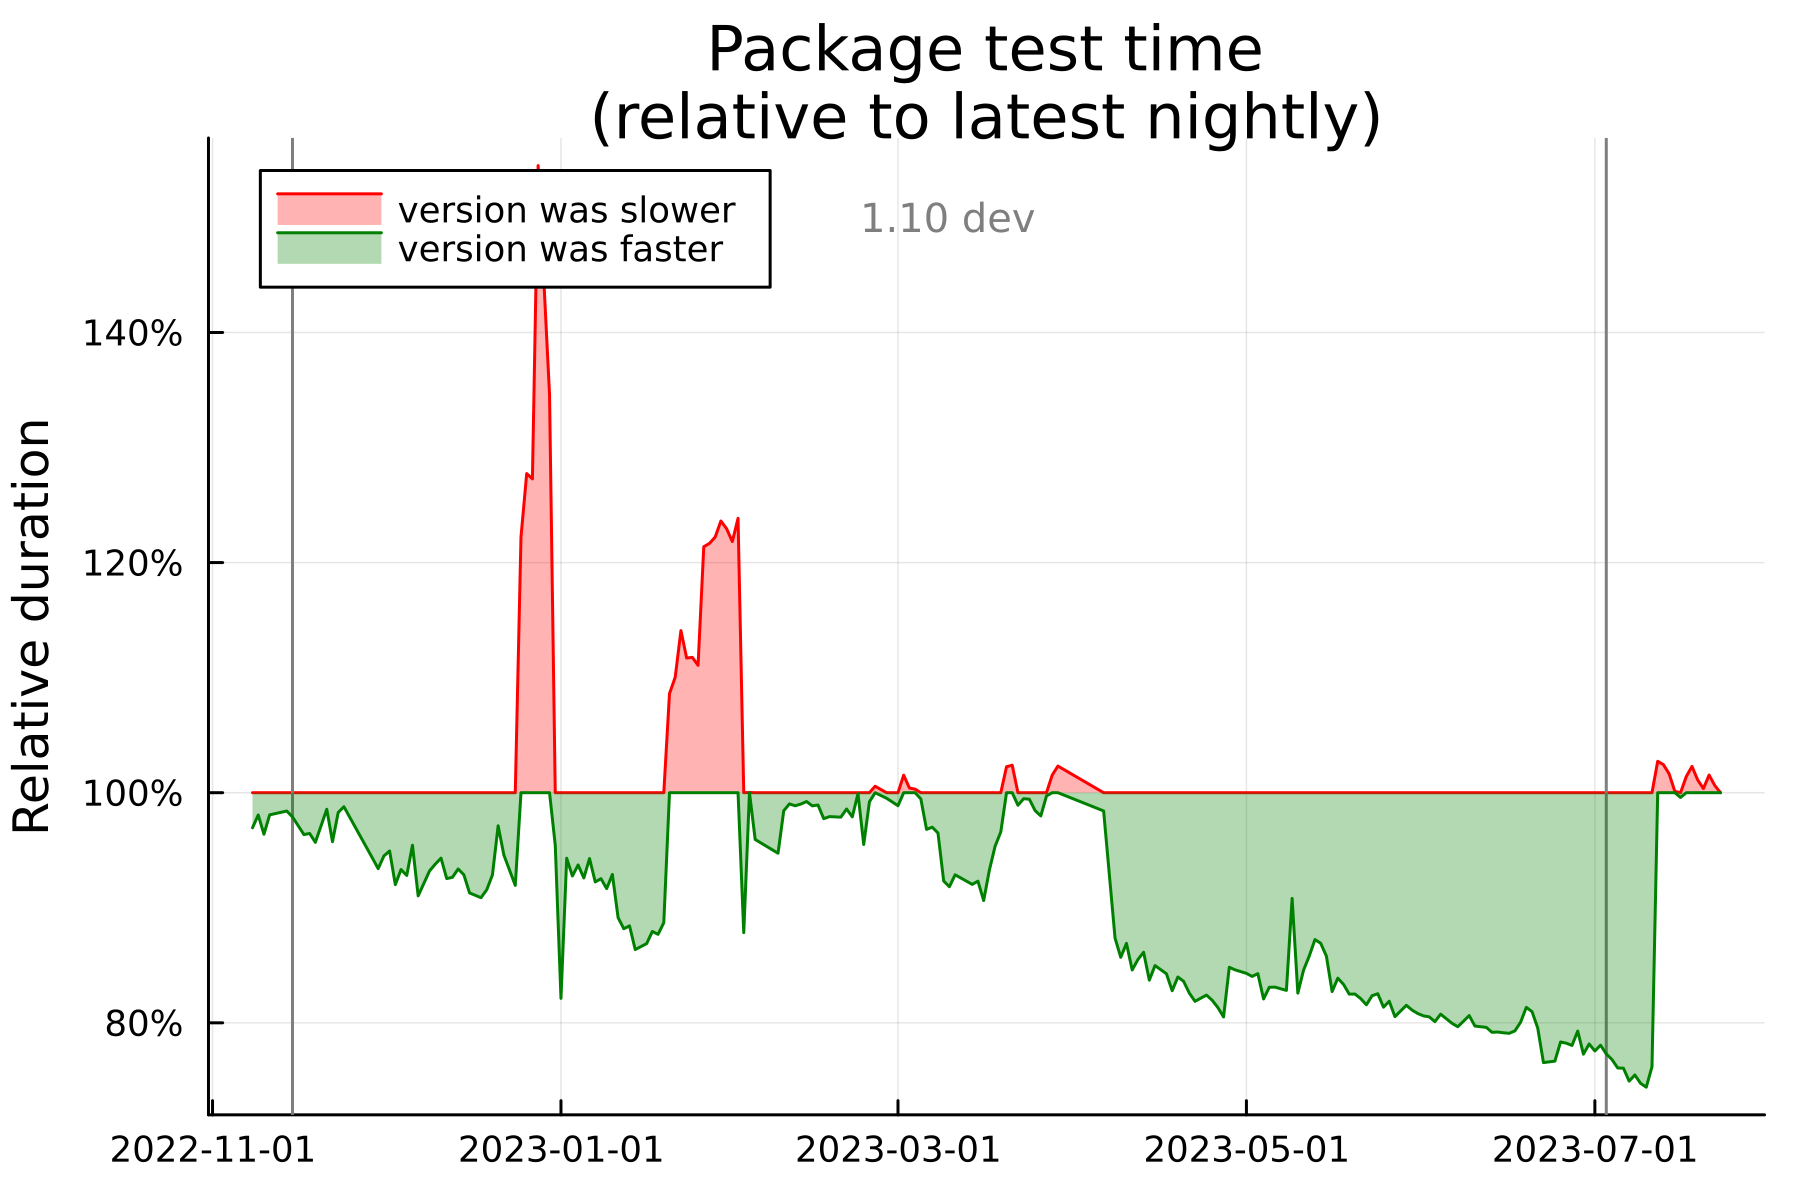 Package test time
(relative to latest nightly)
version was slower
version was faster
1.10 dev
Relative duration
140%
120%
100%
80%
2022-11-01
2023-01-01
2023-03-01
2023-05-01
2023-07-01